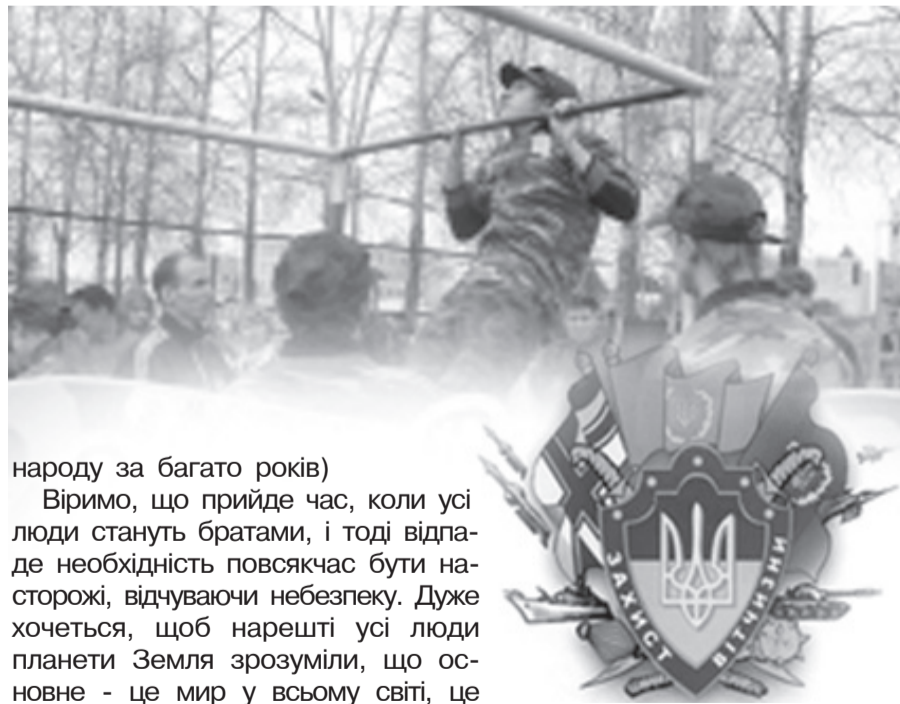 народу за багато років)
Віримо, що прийде час, коли усі
люди стануть братами, і тоді відпа-
де необхідність повсякчас бути на-
сторожі, відчуваючи небезпеку. Дуже
хочеться, щоб нарешті усі люди
планети Земля зрозуміли, що ос-
новне - це мир у всьому світі, це
ЗАХИСТ ВІТЧИЗНИ